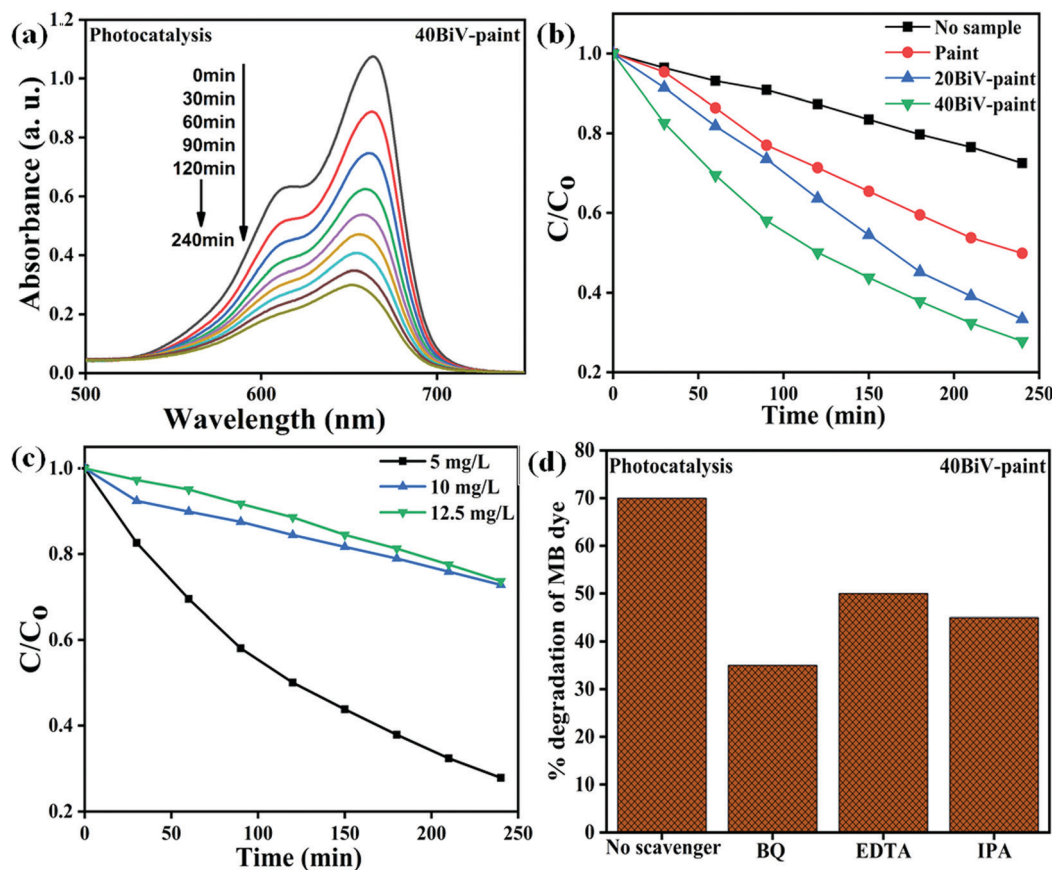 (a)
Photocatalysis
40BiV-paint
0min
30min
60min
90min
120min
240min
1.2
1.0
0.8
0.6
0.4
0.2
0.0
Absorbance (a. u.)
500
600
700
Wavelength (nm)
(b)
No sample
Paint
20BiV-paint
40BiV-paint
1.0
0.8
0.6
0.4
0.2
C/Co
0
50
100
150
200
250
Time (min)
(c)
5 mg/L
10 mg/L
12.5 mg/L
1.0
0.8
0.6
0.4
0.2
C/Co
0
50
100
150
200
250
Time (min)
(d)
Photocatalysis
40BiV-paint
80
70
60
50
40
30
20
10
0
% degradation of MB dye
No scavenger
BQ
EDTA
IPA